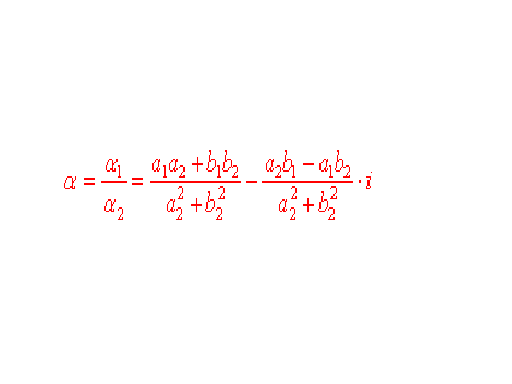 α = α₁/α₂ = (a₁a₂ + b₁b₂)/(a₂² + b₂²) − (a₂b₁ − a₁b₂)/(a₂² + b₂²) · i